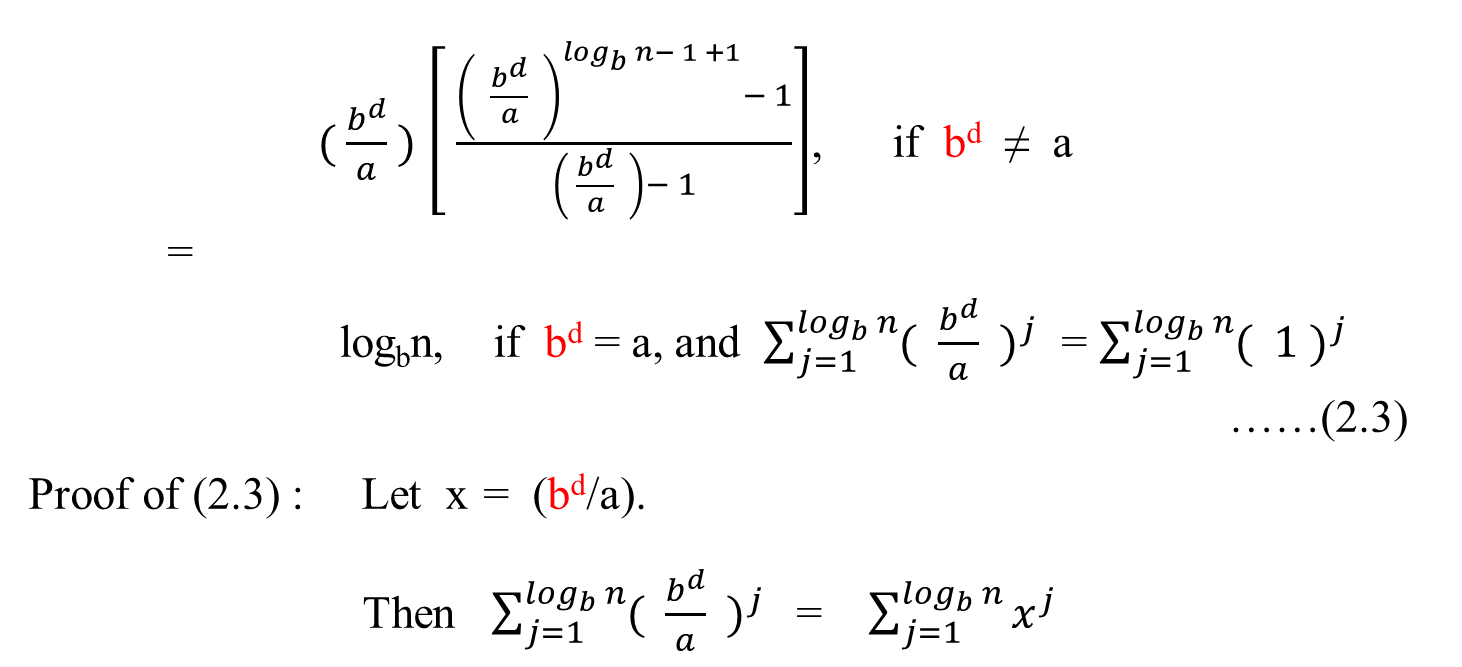 (b^d/a) [ ((b^d/a)^(log_b n− 1 +1) − 1) / ((b^d/a)− 1) ], if b^d ≠ a
=
log_b n, if b^d = a, and ∑_{j=1}^{log_b n} ( b^d/a )^j = ∑_{j=1}^{log_b n} ( 1 )^j
……(2.3)
Proof of (2.3) : Let x = (b^d/a).
Then ∑_{j=1}^{log_b n} ( b^d/a )^j = ∑_{j=1}^{log_b n} x^j